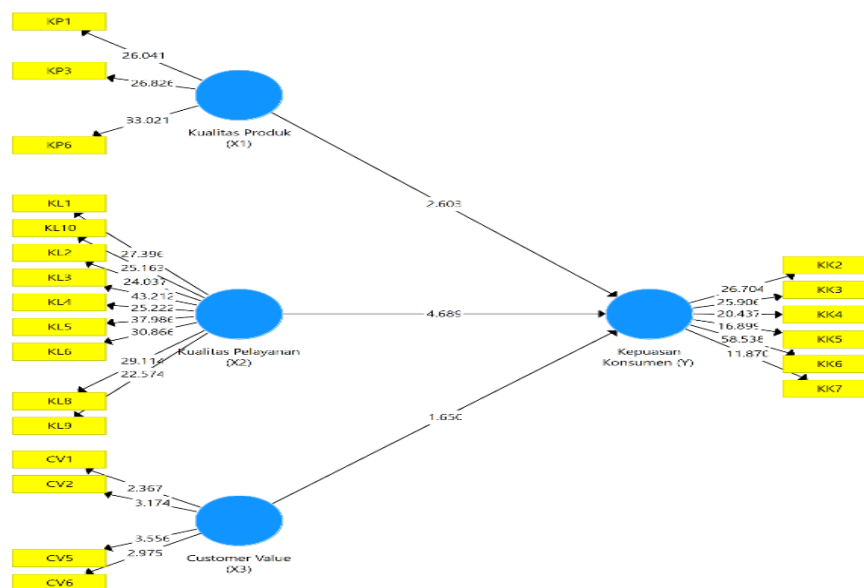 KP1
26.041
KP3
26.826
33.021
KP6
Kualitas Produk
(X1)
2.603
KL1
KL10
KL2
KL3
KL4
KL5
KL6
KL8
KL9
27.396
25.163
24.037
43.212
25.222
37.986
30.866
29.114
22.574
Kualitas Pelayanan
(X2)
4.689
Kepuasan
Konsumen (Y)
26.704
25.906
20.437
16.899
58.538
11.870
KK2
KK3
KK4
KK5
KK6
KK7
1.650
CV1
CV2
2.367
3.174
3.556
2.975
CV5
CV6
Customer Value
(X3)